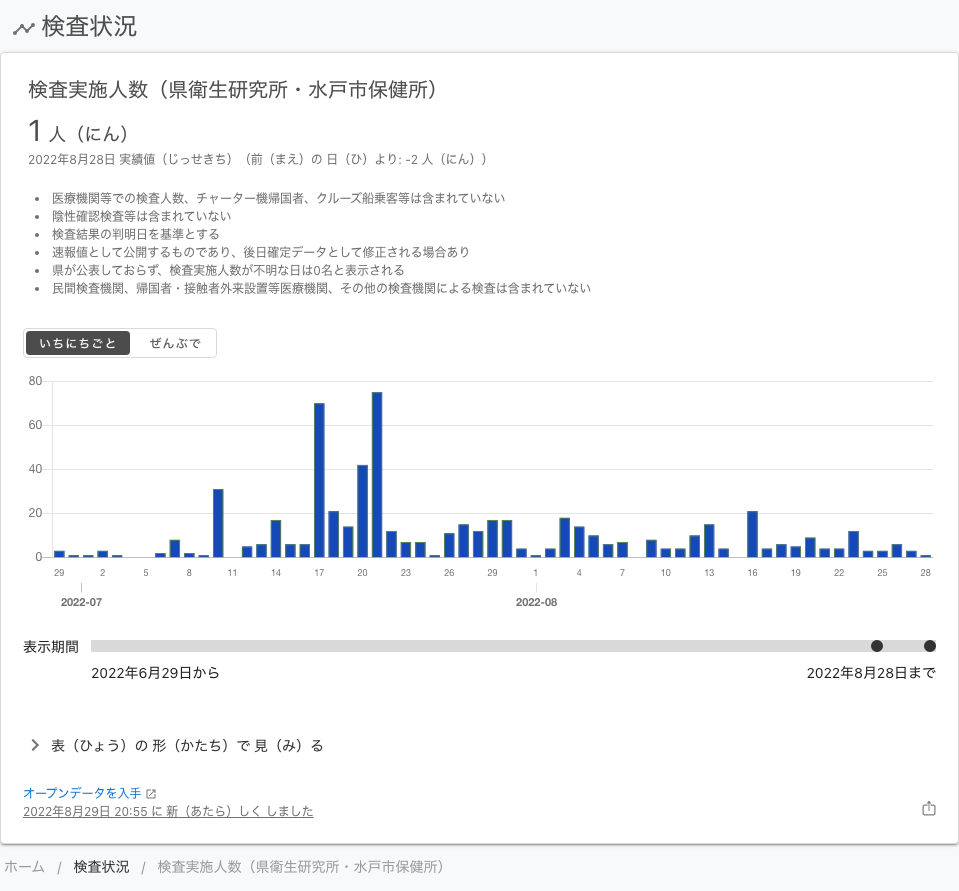 検査状況
検査実施人数（県衛生研究所・水戸市保健所）
1 人（にん）
2022年8月28日 実績値（じっせきち）（前（まえ）の 日（ひ）より: -2 人（にん））
• 医療機関等での検査人数、チャーター機帰国者、クルーズ船乗客等は含まれていない
• 陰性確認検査等は含まれていない
• 検査結果の判明日を基準とする
• 速報値として公開するものであり、後日確定データとして修正される場合あり
• 県が公表しておらず、検査実施人数が不明な日は0名と表示される
• 民間検査機関、帰国者・接触者外来設置等医療機関、その他の検査機関による検査は含まれていない
いちにちごと ぜんぶで
80
60
40
20
0
29 2 5 8 11 14 17 20 23 26 29 1 4 7 10 13 16 19 22 25 28
2022-07 2022-08
表示期間
2022年6月29日から 2022年8月28日まで
表（ひょう）の 形（かたち）で 見（み）る
オープンデータを入手
2022年8月29日 20:55 に 新（あたら）しく しました
ホーム / 検査状況 / 検査実施人数（県衛生研究所・水戸市保健所）